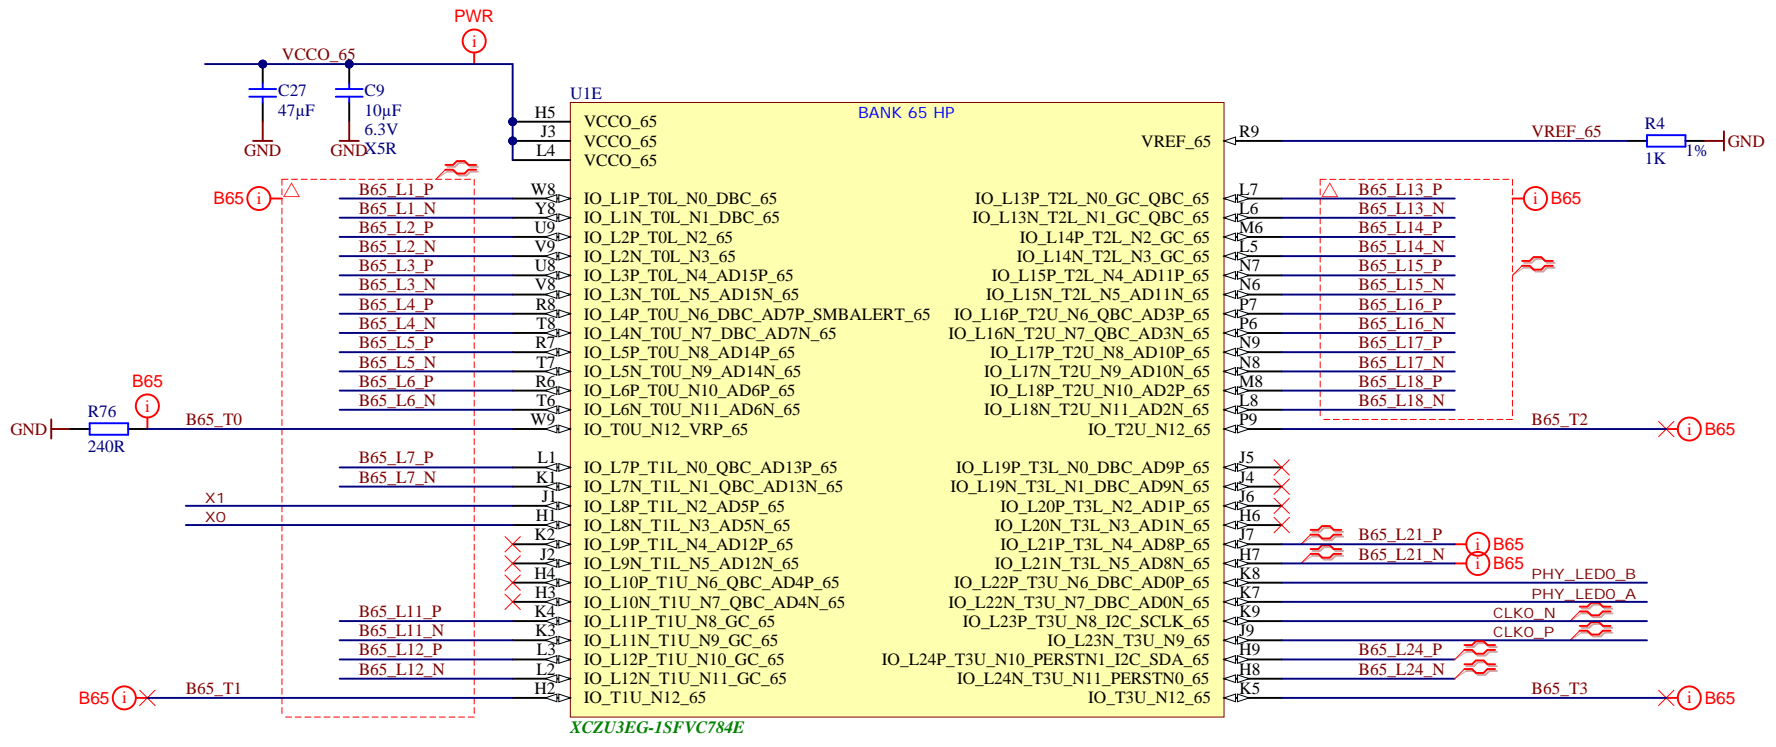 PWR
VCCO_65
C27
47µF
GND
C9
10µF
6.3V
X5R
GND
U1E
BANK 65 HP
H5 VCCO_65
J3 VCCO_65
L4 VCCO_65
VREF_65 R9 VREF_65 R4 1K 1% GND
B65
B65_L1_P W8 IO_L1P_T0L_N0_DBC_65
B65_L1_N Y8 IO_L1N_T0L_N1_DBC_65
B65_L2_P U9 IO_L2P_T0L_N2_65
B65_L2_N V9 IO_L2N_T0L_N3_65
B65_L3_P U8 IO_L3P_T0L_N4_AD15P_65
B65_L3_N V8 IO_L3N_T0L_N5_AD15N_65
B65_L4_P R8 IO_L4P_T0U_N6_DBC_AD7P_SMBALERT_65
B65_L4_N T8 IO_L4N_T0U_N7_DBC_AD7N_65
B65_L5_P R7 IO_L5P_T0U_N8_AD14P_65
B65_L5_N T7 IO_L5N_T0U_N9_AD14N_65
B65_L6_P R6 IO_L6P_T0U_N10_AD6P_65
B65_L6_N T6 IO_L6N_T0U_N11_AD6N_65
B65
GND R76 240R B65_T0 W9 IO_T0U_N12_VRP_65
B65_L7_P L1 IO_L7P_T1L_N0_QBC_AD13P_65
B65_L7_N K1 IO_L7N_T1L_N1_QBC_AD13N_65
X1 J1 IO_L8P_T1L_N2_AD5P_65
X0 H1 IO_L8N_T1L_N3_AD5N_65
K2 IO_L9P_T1L_N4_AD12P_65
J2 IO_L9N_T1L_N5_AD12N_65
H4 IO_L10P_T1U_N6_QBC_AD4P_65
H3 IO_L10N_T1U_N7_QBC_AD4N_65
B65_L11_P K4 IO_L11P_T1U_N8_GC_65
B65_L11_N K3 IO_L11N_T1U_N9_GC_65
B65_L12_P L3 IO_L12P_T1U_N10_GC_65
B65_L12_N L2 IO_L12N_T1U_N11_GC_65
B65 B65_T1 H2 IO_T1U_N12_65
IO_L13P_T2L_N0_GC_QBC_65 L7 B65_L13_P B65
IO_L13N_T2L_N1_GC_QBC_65 L6 B65_L13_N
IO_L14P_T2L_N2_GC_65 M6 B65_L14_P
IO_L14N_T2L_N3_GC_65 L5 B65_L14_N
IO_L15P_T2L_N4_AD11P_65 N7 B65_L15_P
IO_L15N_T2L_N5_AD11N_65 N6 B65_L15_N
IO_L16P_T2U_N6_QBC_AD3P_65 P7 B65_L16_P
IO_L16N_T2U_N7_QBC_AD3N_65 P6 B65_L16_N
IO_L17P_T2U_N8_AD10P_65 N9 B65_L17_P
IO_L17N_T2U_N9_AD10N_65 N8 B65_L17_N
IO_L18P_T2U_N10_AD2P_65 M8 B65_L18_P
IO_L18N_T2U_N11_AD2N_65 L8 B65_L18_N
IO_T2U_N12_65 P9 B65_T2 B65
IO_L19P_T3L_N0_DBC_AD9P_65 J5
IO_L19N_T3L_N1_DBC_AD9N_65 J4
IO_L20P_T3L_N2_AD1P_65 J6
IO_L20N_T3L_N3_AD1N_65 H6
IO_L21P_T3L_N4_AD8P_65 J7 B65_L21_P B65
IO_L21N_T3L_N5_AD8N_65 H7 B65_L21_N B65
IO_L22P_T3U_N6_DBC_AD0P_65 K8 PHY_LED0_B
IO_L22N_T3U_N7_DBC_AD0N_65 K7 PHY_LED0_A
IO_L23P_T3U_N8_I2C_SCLK_65 K9 CLK0_N
IO_L23N_T3U_N9_65 J9 CLK0_P
IO_L24P_T3U_N10_PERSTN1_I2C_SDA_65 H9 B65_L24_P
IO_L24N_T3U_N11_PERSTN0_65 H8 B65_L24_N
IO_T3U_N12_65 K5 B65_T3 B65
XCZU3EG-1SFVC784E